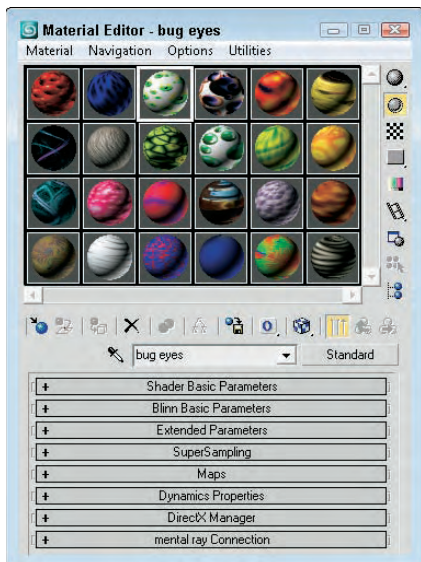 Material Editor - bug eyes
Material Navigation Options Utilities
bug eyes Standard
+ Shader Basic Parameters
+ Blinn Basic Parameters
+ Extended Parameters
+ SuperSampling
+ Maps
+ Dynamics Properties
+ DirectX Manager
+ mental ray Connection